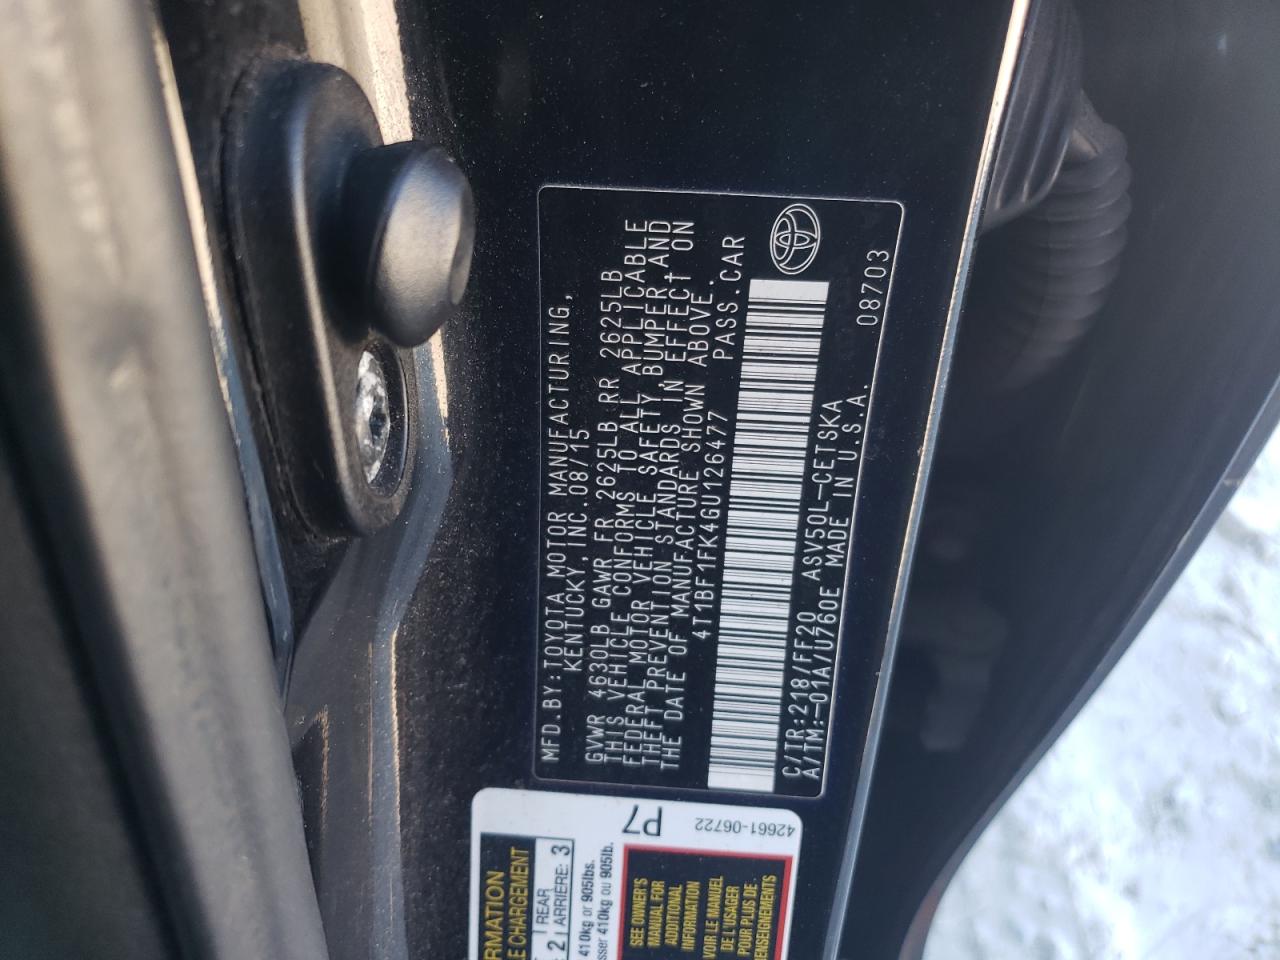 MFD.BY:TOYOTA MOTOR MANUFACTURING,
KENTUCKY, INC. 08/15
GVWR 4630LB GAWR FR 2625LB RR 2625LB
THIS VEHICLE CONFORMS TO ALL APPLICABLE
FEDERAL MOTOR VEHICLE SAFETY, BUMPER, AND
THEFT PREVENTION STANDARDS IN EFFECT ON
THE DATE OF MANUFACTURE SHOWN ABOVE.
4T1BF1FK4GU126477 PASS.CAR
C/TR:218/FF20 ASV50L-CETSKA
A/TM:-01A/U760E MADE IN U.S.A. 08703
P7
42661-06722
DE CHARGEMENT
2 REAR ARRIÈRE: 3
410kg or 905lbs.
410kg ou 905lb.
SEE OWNER'S
MANUAL FOR
ADDITIONAL
INFORMATION
VOIR LE MANUEL
DE L'USAGER
POUR PLUS DE
RENSEIGNEMENTS